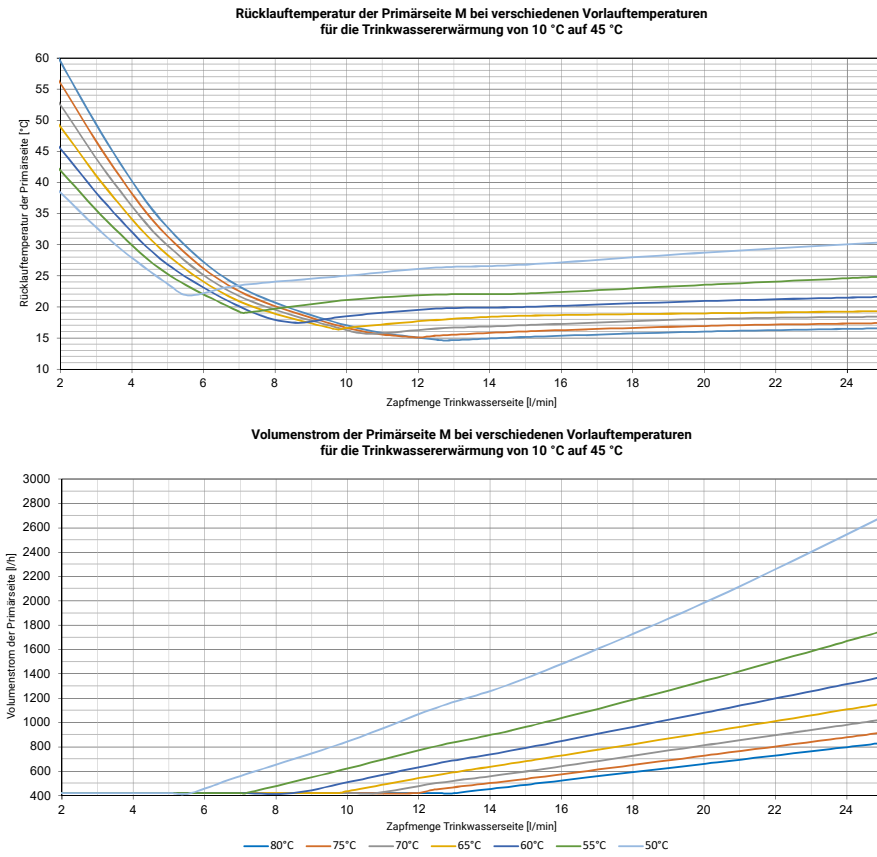 Rücklauftemperatur der Primärseite M bei verschiedenen Vorlauftemperaturen
für die Trinkwassererwärmung von 10 °C auf 45 °C
Rücklauftemperatur der Primärseite [°C]
60
55
50
45
40
35
30
25
20
15
10
2 4 6 8 10 12 14 16 18 20 22 24
Zapfmenge Trinkwasserseite [l/min]
Volumenstrom der Primärseite M bei verschiedenen Vorlauftemperaturen
für die Trinkwassererwärmung von 10 °C auf 45 °C
Volumenstrom der Primärseite [l/h]
3000
2800
2600
2400
2200
2000
1800
1600
1400
1200
1000
800
600
400
2 4 6 8 10 12 14 16 18 20 22 24
Zapfmenge Trinkwasserseite [l/min]
80°C 75°C 70°C 65°C 60°C 55°C 50°C